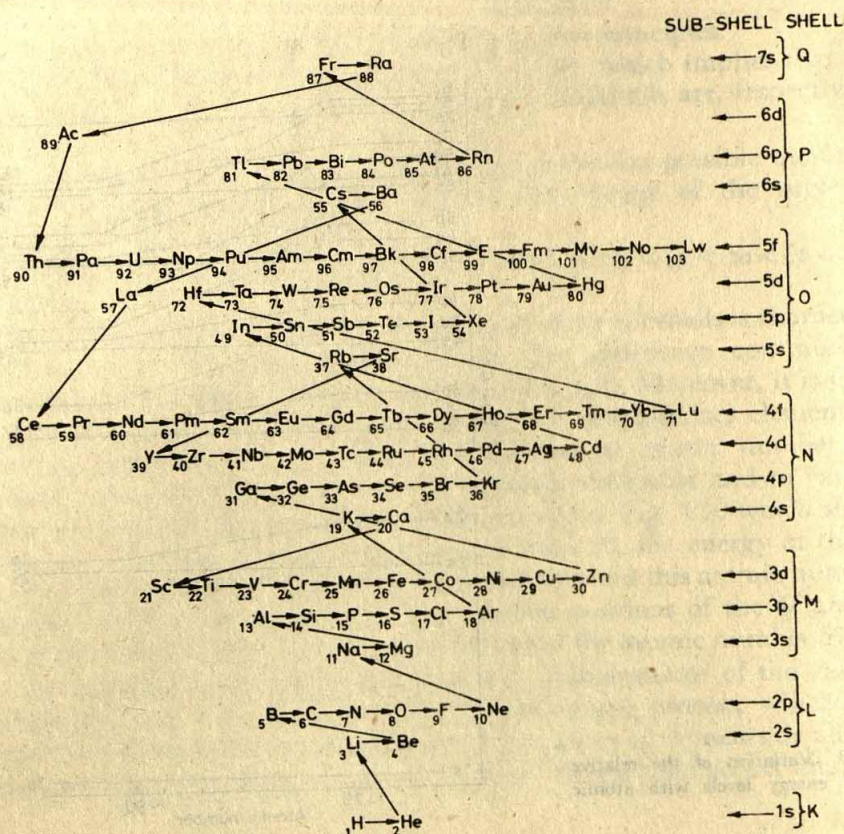 SUB-SHELL SHELL
Fr Ra 7s Q
87 88
6d
89 Ac
P
Tl Pb Bi Po At Rn 6p
81 82 83 84 85 86
Cs Ba 6s
55 56
Th Pa U Np Pu Am Cm Bk Cf E Fm Mv No Lw 5f
90 91 92 93 94 95 96 97 98 99 100 101 102 103
La Hf Ta W Re Os Ir Pt Au Hg 5d
57 72 73 74 75 76 77 78 79 80
O
In Sn Sb Te I Xe 5p
49 50 51 52 53 54
Rb Sr 5s
37 38
Ce Pr Nd Pm Sm Eu Gd Tb Dy Ho Er Tm Yb Lu 4f
58 59 60 61 62 63 64 65 66 67 68 69 70 71
Y Zr Nb Mo Tc Ru Rh Pd Ag Cd 4d
39 40 41 42 43 44 45 46 47 48
N
Ga Ge As Se Br Kr 4p
31 32 33 34 35 36
K Ca 4s
19 20
Sc Ti V Cr Mn Fe Co Ni Cu Zn 3d
21 22 23 24 25 26 27 28 29 30
Al Si P S Cl Ar 3p M
13 14 15 16 17 18
Na Mg 3s
11 12
B C N O F Ne 2p
5 6 7 8 9 10
L
Li Be 2s
3 4
H He 1s K
1 2